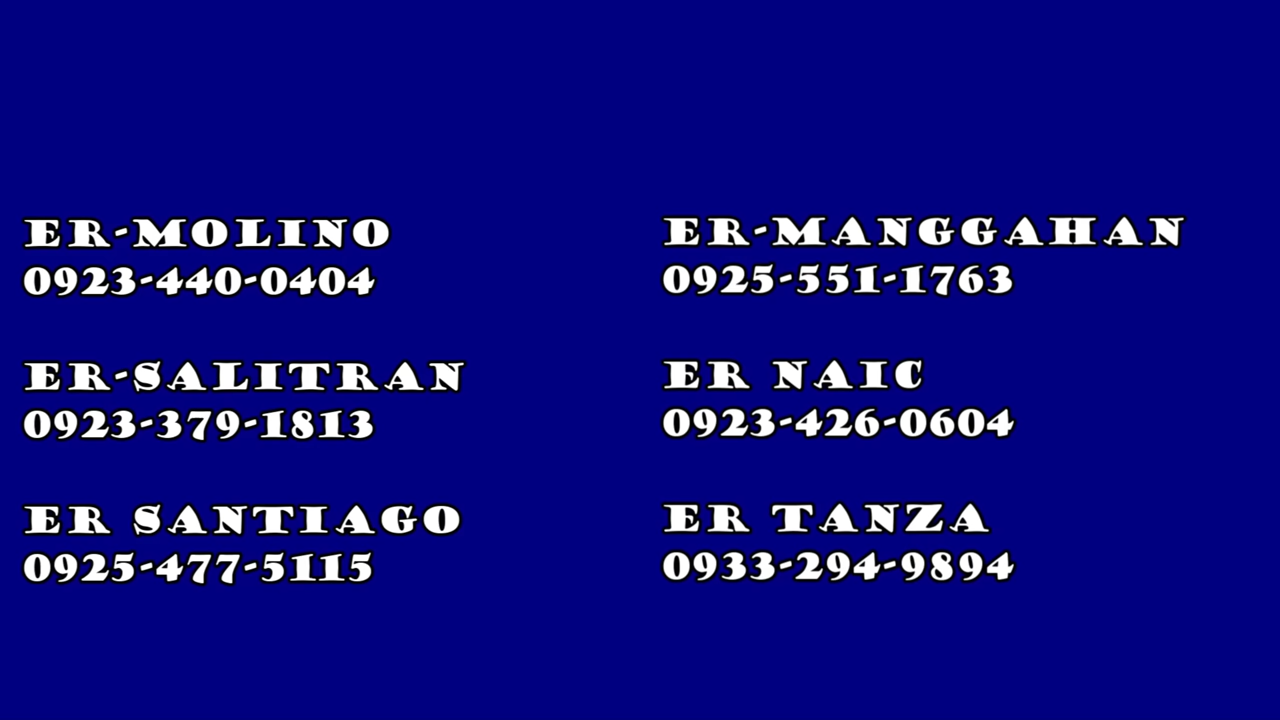 ER-MOLINO
0923-440-0404
ER-SALITRAN
0923-379-1813
ER SANTIAGO
0925-477-5115
ER-MANGGAHAN
0925-551-1763
ER NAIC
0923-426-0604
ER TANZA
0933-294-9894